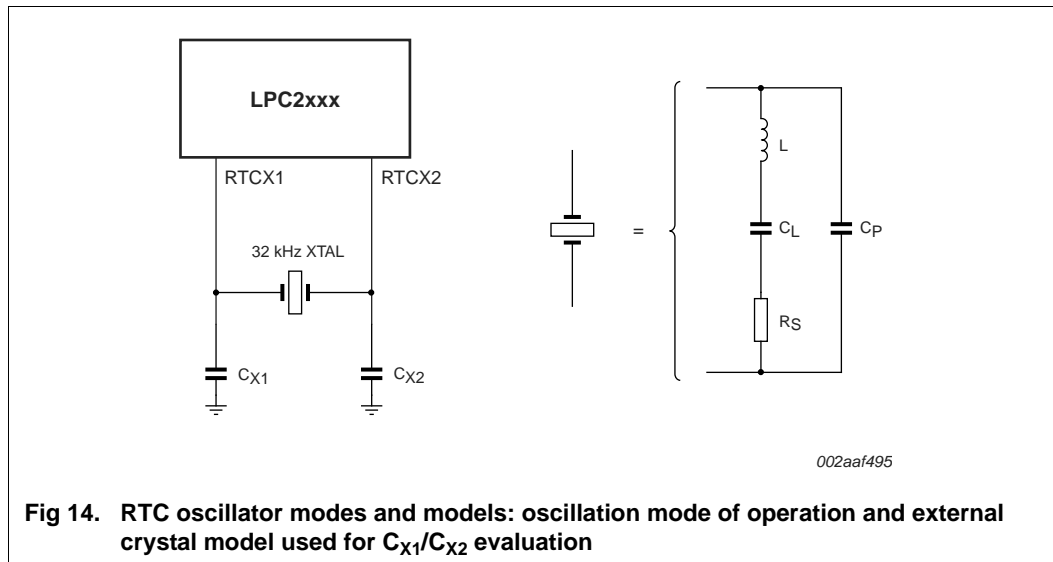 LPC2xxx
RTCX1
RTCX2
32 kHz XTAL
CX1
CX2
=
L
CL
CP
RS
002aaf495
Fig 14. RTC oscillator modes and models: oscillation mode of operation and external
crystal model used for CX1/CX2 evaluation